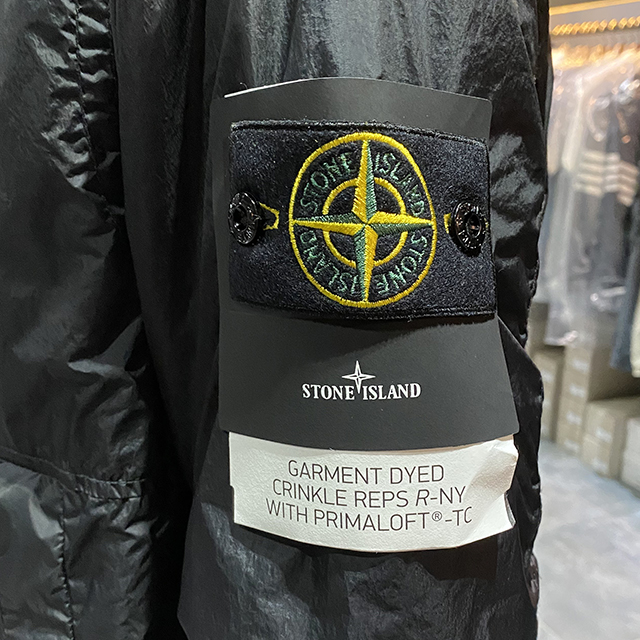 STONE ISLAND
STONE ISLAND
STONE ISLAND
GARMENT DYED
CRINKLE REPS R-NY
WITH PRIMALOFT®-TC